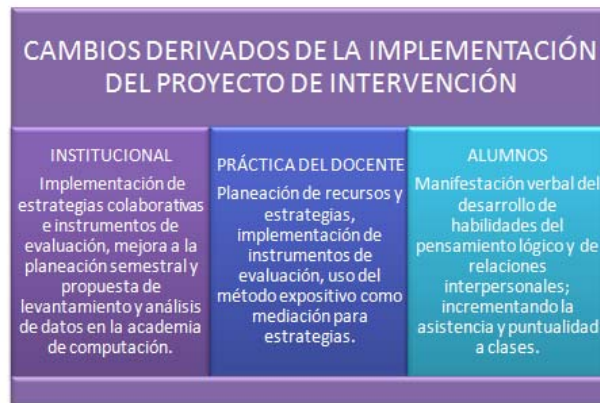 CAMBIOS DERIVADOS DE LA IMPLEMENTACIÓN
DEL PROYECTO DE INTERVENCIÓN
INSTITUCIONAL
Implementación de
estrategias colaborativas
e instrumentos de
evaluación, mejora a la
planeación semestral y
propuesta de
levantamiento y análisis
de datos en la academia
de computación.
PRÁCTICA DEL DOCENTE
Planeación de recursos y
estrategias,
implementación de
instrumentos de
evaluación, uso del
método expositivo como
mediación para
estrategias.
ALUMNOS
Manifestación verbal del
desarrollo de
habilidades del
pensamiento lógico y de
relaciones
interpersonales;
incrementando la
asistencia y puntualidad
a clases.